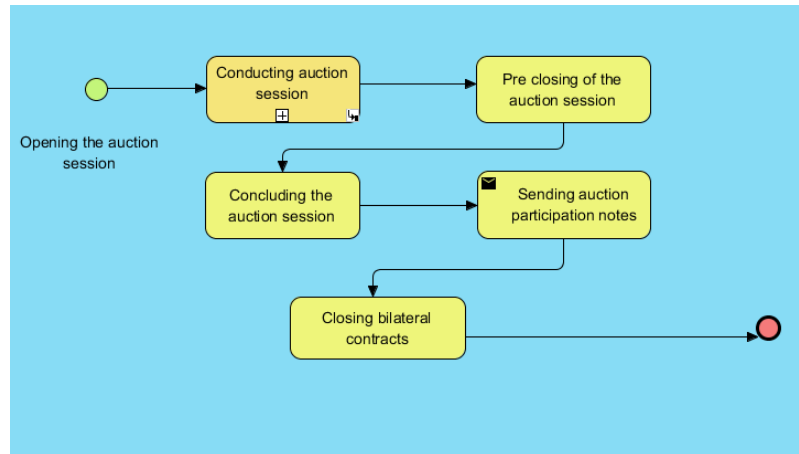 Conducting auction
session
Pre closing of the
auction session
Opening the auction
session
Concluding the
auction session
Sending auction
participation notes
Closing bilateral
contracts